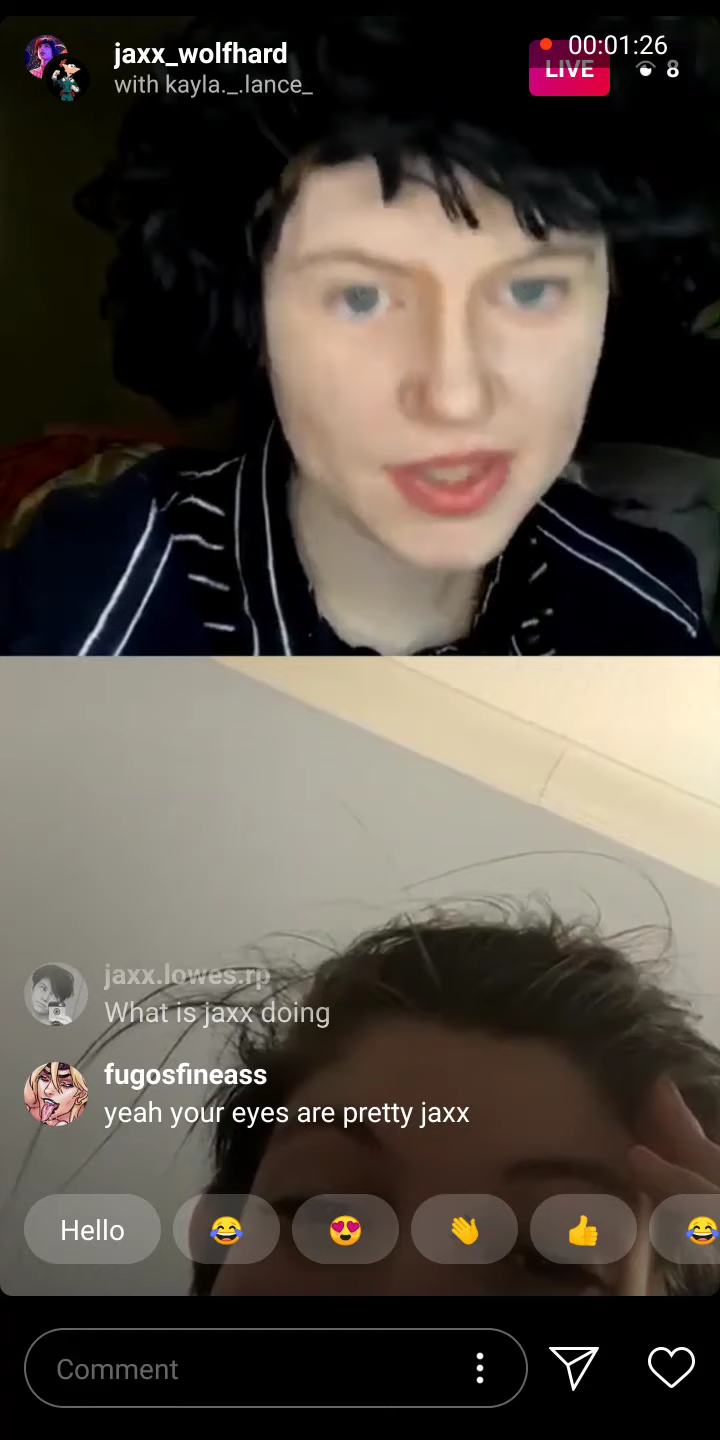 jaxx_wolfhard
with kayla._.lance_
00:01:26
LIVE
8
jaxx.lowes.rp
What is jaxx doing
fugosfineass
yeah your eyes are pretty jaxx
Hello
Comment